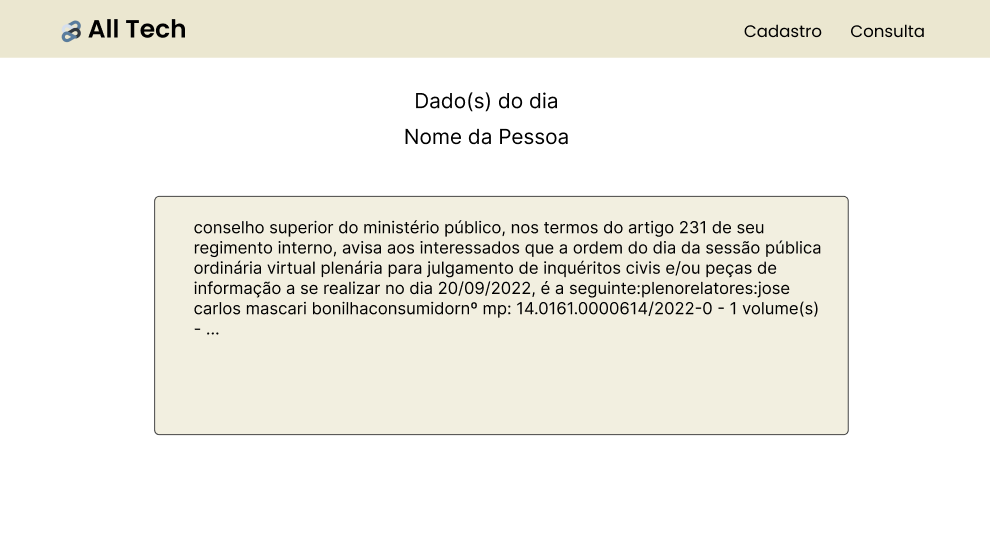 All Tech
Cadastro
Consulta
Dado(s) do dia
Nome da Pessoa
conselho superior do ministério público, nos termos do artigo 231 de seu
regimento interno, avisa aos interessados que a ordem do dia da sessão pública
ordinária virtual plenária para julgamento de inquéritos civis e/ou peças de
informação a se realizar no dia 20/09/2022, é a seguinte:plenorelatores:jose
carlos mascari bonilhaconsumidornº mp: 14.0161.0000614/2022-0 - 1 volume(s)
- ...